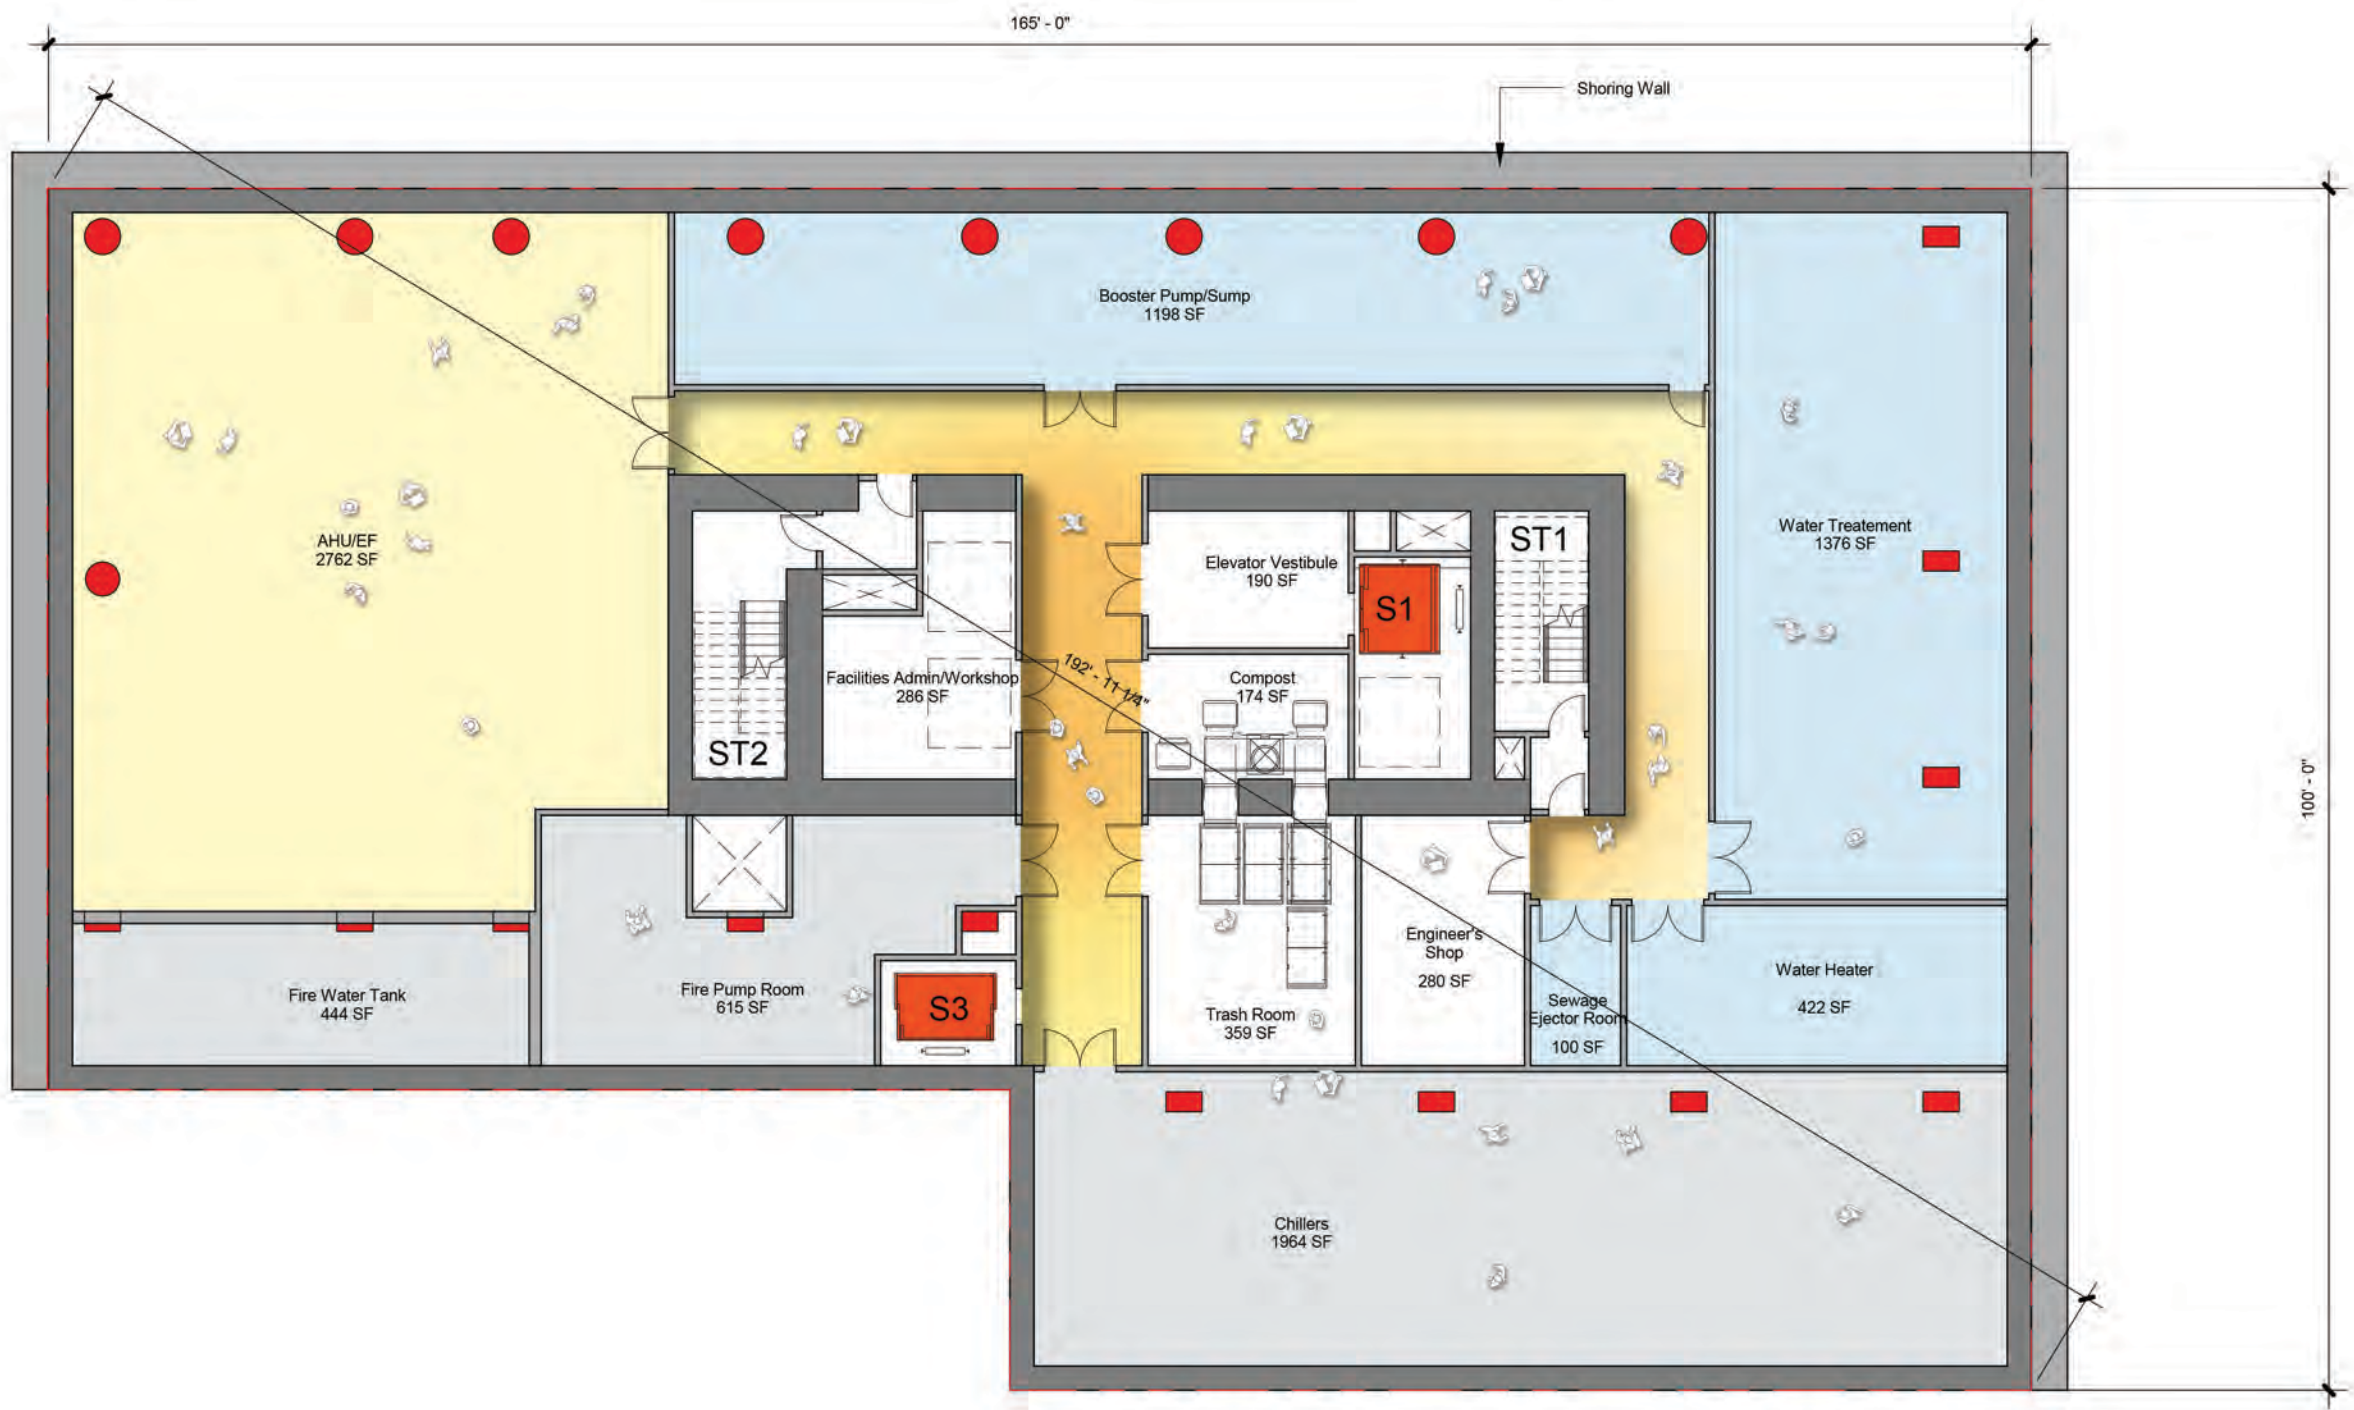 165' - 0"
Shoring Wall
Booster Pump/Sump
1198 SF
AHU/EF
2762 SF
Water Treatement
1376 SF
ST1
Elevator Vestibule
190 SF
S1
192' - 11 1/4"
Facilities Admin/Workshop
286 SF
Compost
174 SF
ST2
100' - 0"
Fire Water Tank
444 SF
Fire Pump Room
615 SF
S3
Trash Room
359 SF
Engineer's
Shop
280 SF
Sewage
Ejector Room
100 SF
Water Heater
422 SF
Chillers
1964 SF